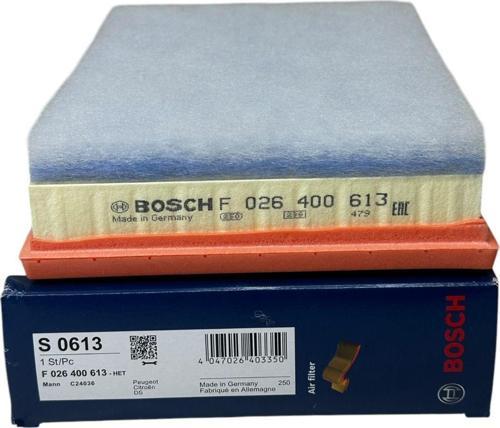 BOSCH F 026 400 613
Made in Germany 479 EAC
S 0613
1 St/Pc
F 026 400 613 - HET
Mann C24036
Peugeot
Citroën
DS
4 047026 403350
Made in Germany 250
Fabriqué en Allemagne
Air filter
BOSCH